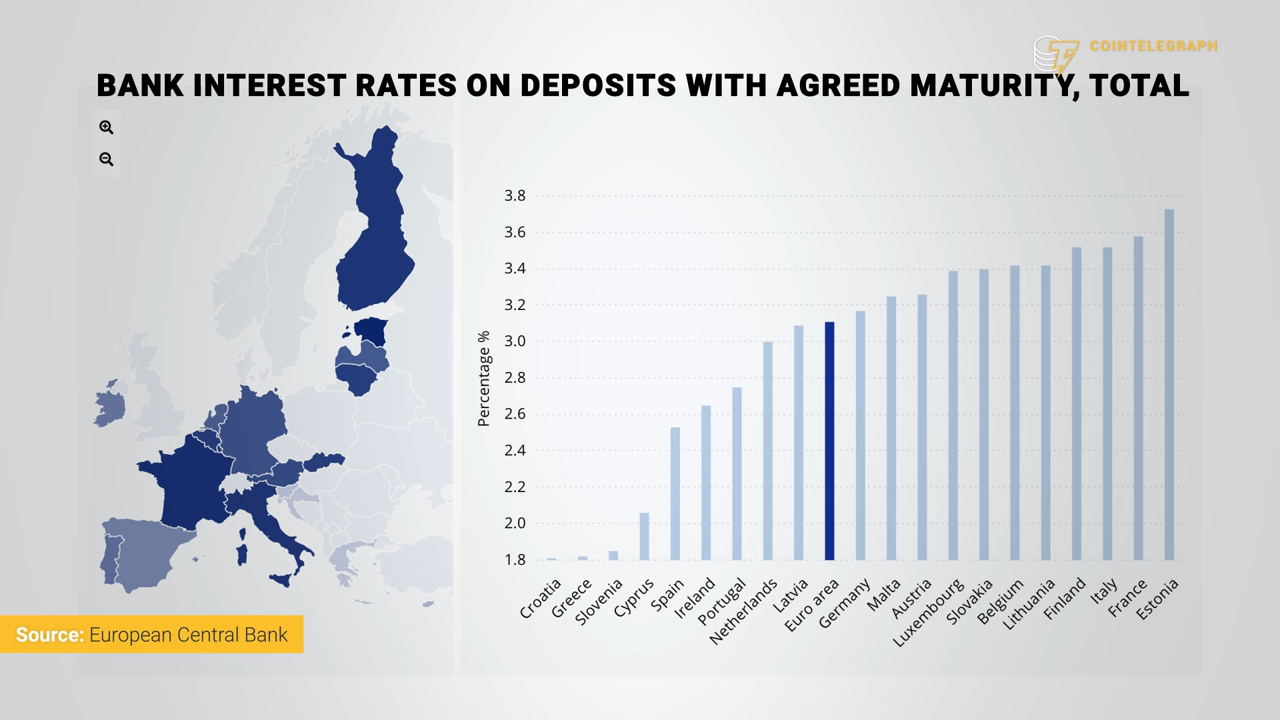 COINTELEGRAPH
BANK INTEREST RATES ON DEPOSITS WITH AGREED MATURITY, TOTAL
Percentage %
3.8
3.6
3.4
3.2
3.0
2.8
2.6
2.4
2.2
2.0
1.8
Croatia
Greece
Slovenia
Cyprus
Spain
Ireland
Portugal
Netherlands
Latvia
Euro area
Germany
Malta
Austria
Luxembourg
Slovakia
Belgium
Lithuania
Finland
Italy
France
Estonia
Source: European Central Bank